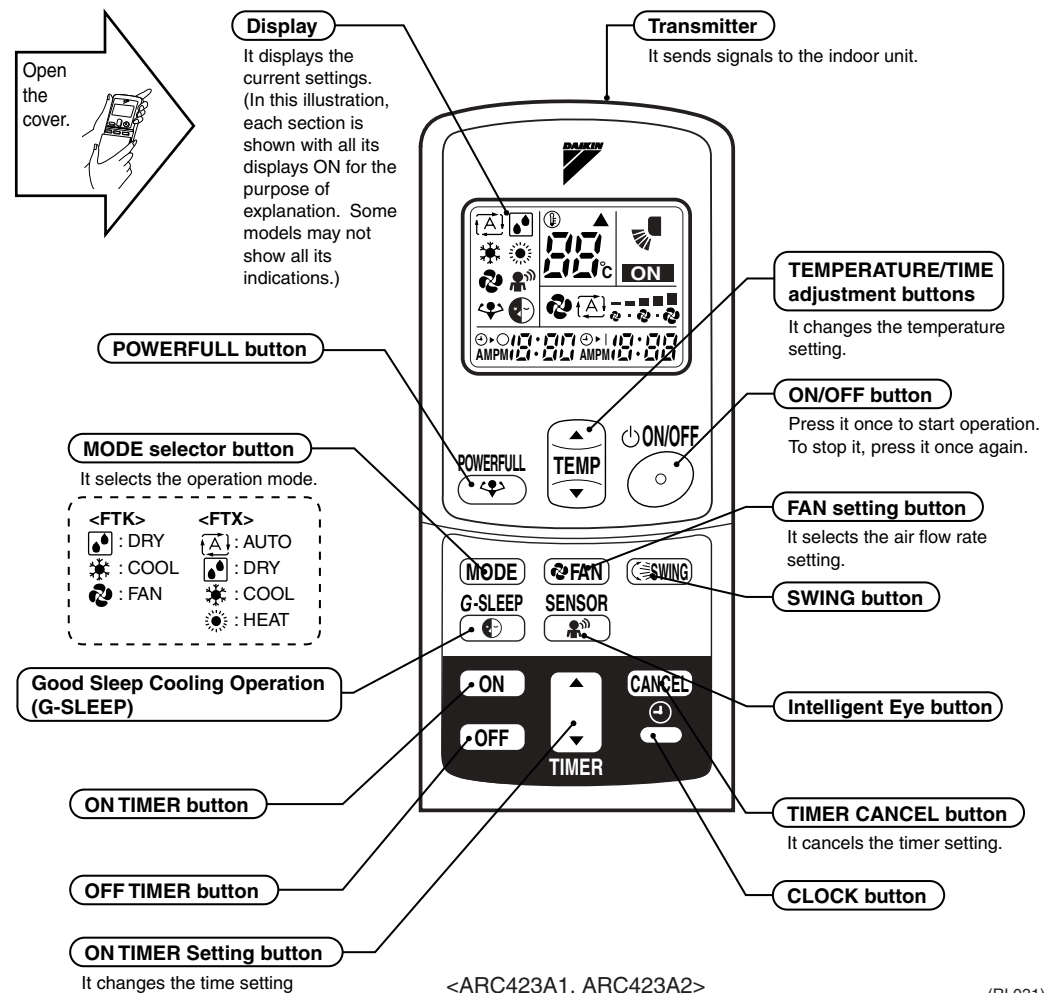 Open
the
cover.
Display
It displays the
current settings.
(In this illustration,
each section is
shown with all its
displays ON for the
purpose of
explanation. Some
models may not
show all its
indications.)
Transmitter
It sends signals to the indoor unit.
DAIKIN
A
88°c
ON
A
AMPM18:80 AMPM18:88
TEMPERATURE/TIME
adjustment buttons
It changes the temperature
setting.
POWERFULL button
ON/OFF button
Press it once to start operation.
To stop it, press it once again.
ON/OFF
POWERFULL
TEMP
MODE selector button
It selects the operation mode.
<FTK> <FTX>
: DRY A : AUTO
: COOL : DRY
: FAN : COOL
: HEAT
FAN setting button
It selects the air flow rate
setting.
MODE FAN SWING
SWING button
G-SLEEP SENSOR
Good Sleep Cooling Operation
(G-SLEEP)
ON CANCEL
Intelligent Eye button
OFF
TIMER
ON TIMER button
TIMER CANCEL button
It cancels the timer setting.
OFF TIMER button
CLOCK button
ON TIMER Setting button
It changes the time setting
<ARC423A1, ARC423A2>